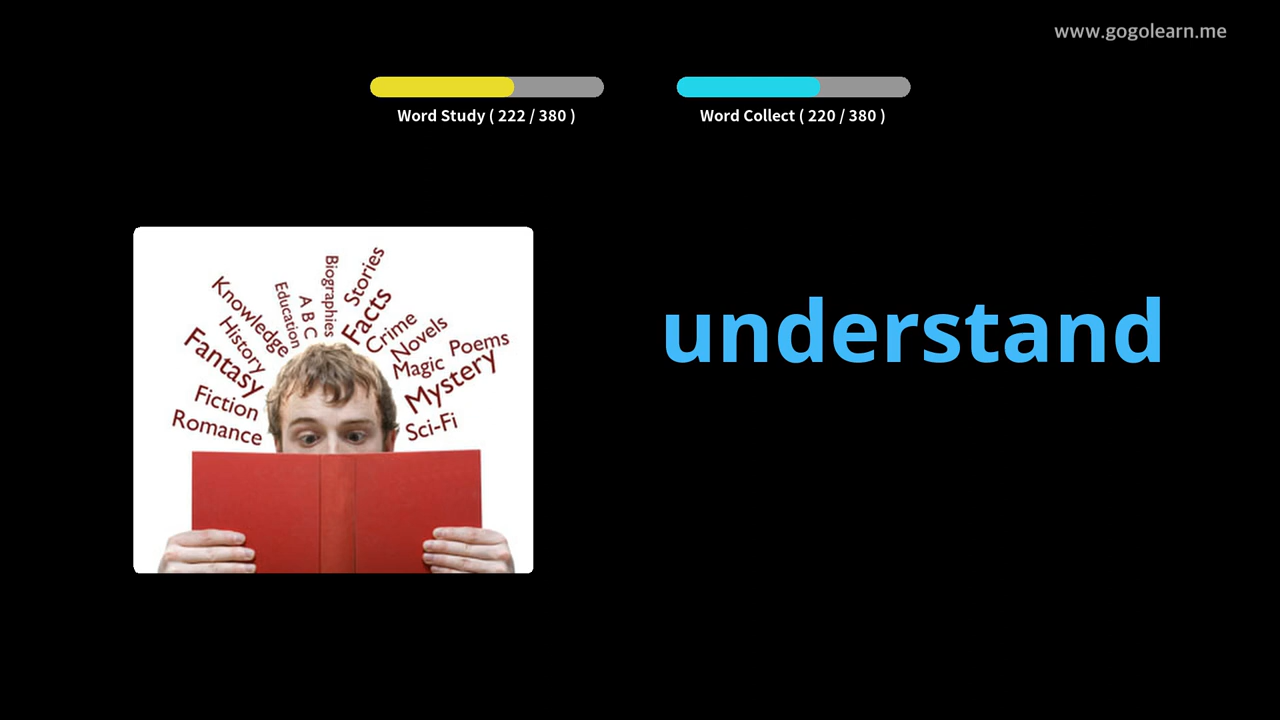 www.gogolearn.me
Word Study ( 222 / 380 )
Word Collect ( 220 / 380 )
understand
Romance
Fiction
Fantasy
History
Knowledge
Education
A B C
Biographies
Stories
Facts
Crime
Novels
Magic
Poems
Mystery
Sci-Fi